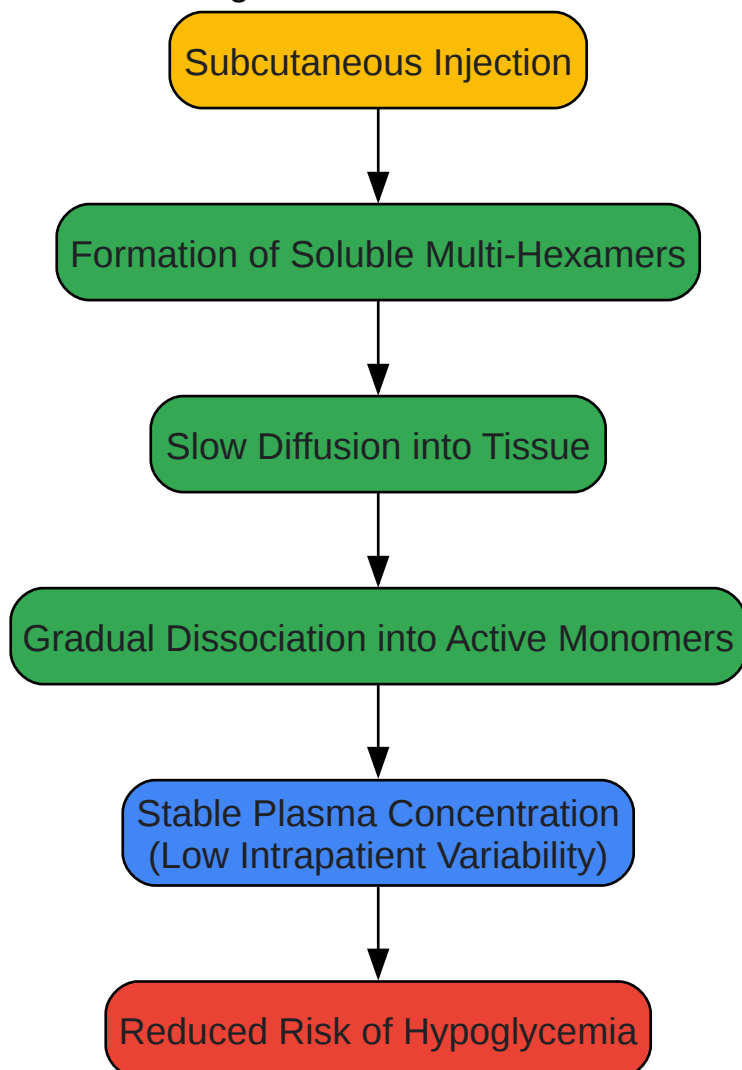 Subcutaneous Injection
Formation of Soluble Multi-Hexamers
Slow Diffusion into Tissue
Gradual Dissociation into Active Monomers
Stable Plasma Concentration
(Low Intrapatient Variability)
Reduced Risk of Hypoglycemia